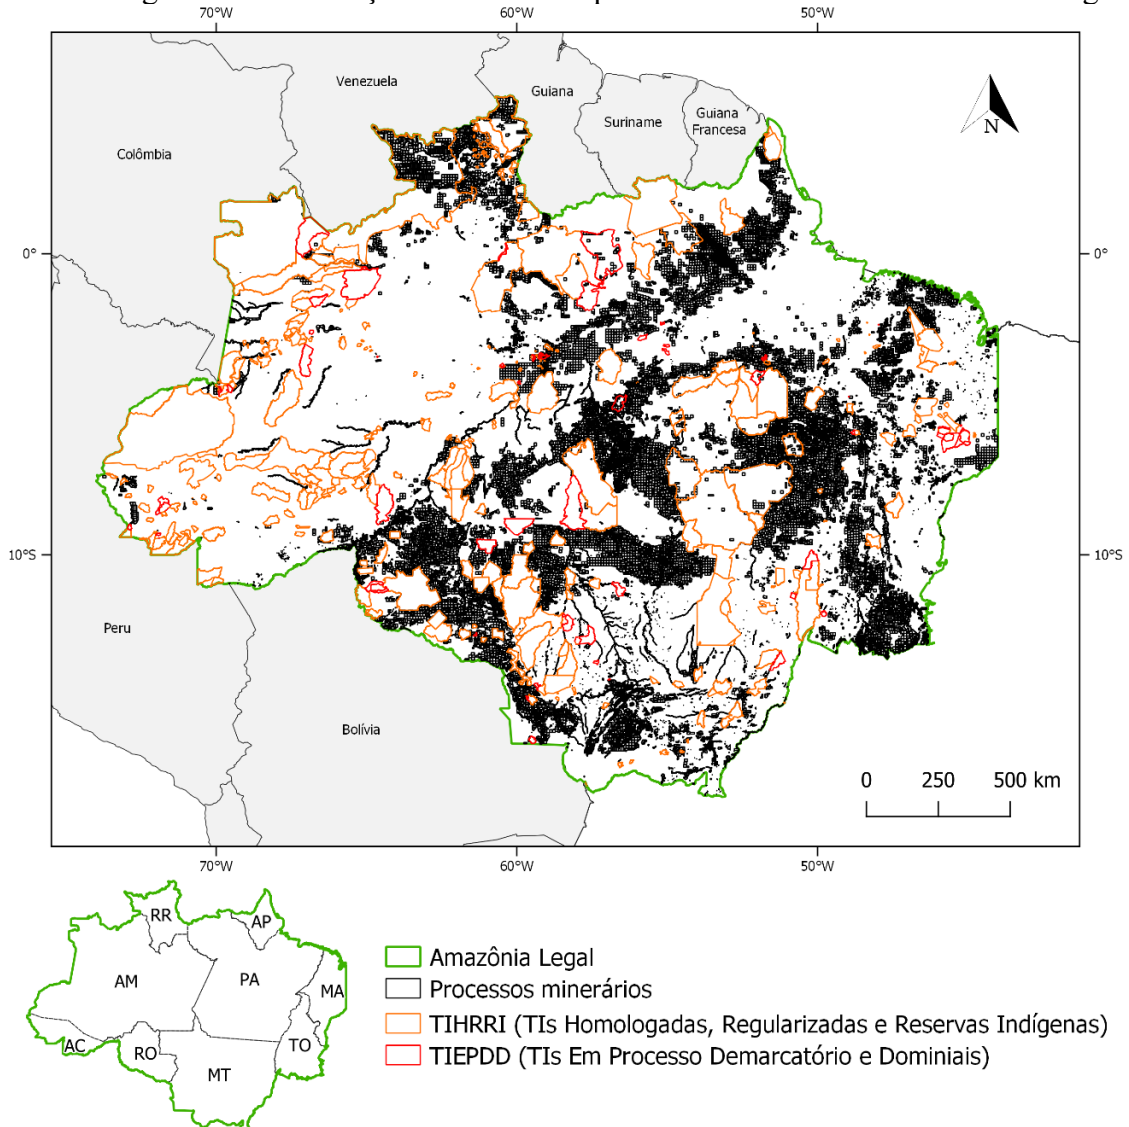 70°W 60°W 50°W
Venezuela
Guiana
Suriname
Guiana
Francesa
Colômbia
N
0° 0°
10°S 10°S
Peru
Bolívia
0 250 500 km
70°W 60°W 50°W
RR
AP
AM
PA
MA
AC
RO
TO
MT
Amazônia Legal
Processos minerários
TIHRRI (TIs Homologadas, Regularizadas e Reservas Indígenas)
TIEPDD (TIs Em Processo Demarcatório e Dominiais)